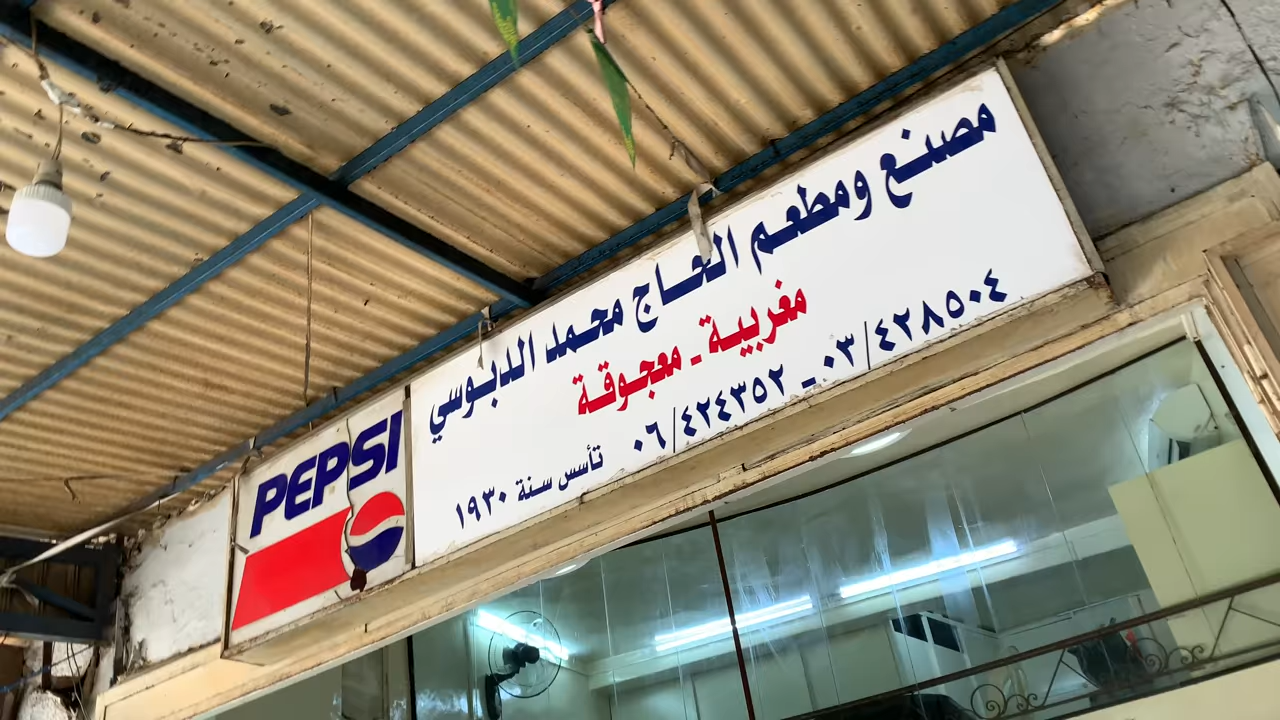 مصنع ومطعم الحاج محمد الدبوسي
مغربية - معجوقة
٠٣/٤٢٨٥٠٤ - ٠٦/٤٢٤٣٥٢
تأسس سنة ١٩٣٠
PEPSI